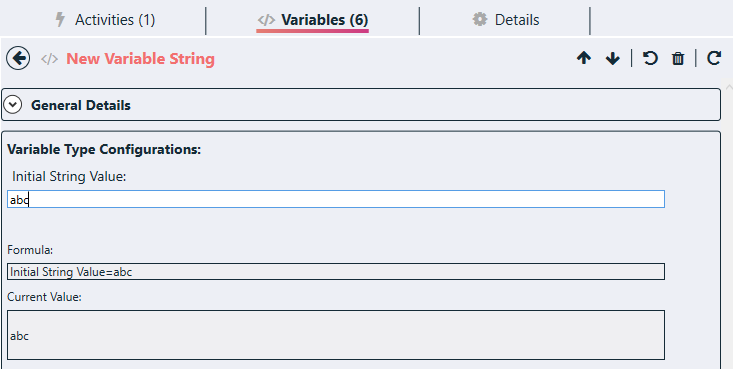 Activities (1)
</> Variables (6)
Details
</> New Variable String
General Details
Variable Type Configurations:
Initial String Value:
abc
Formula:
Initial String Value=abc
Current Value:
abc